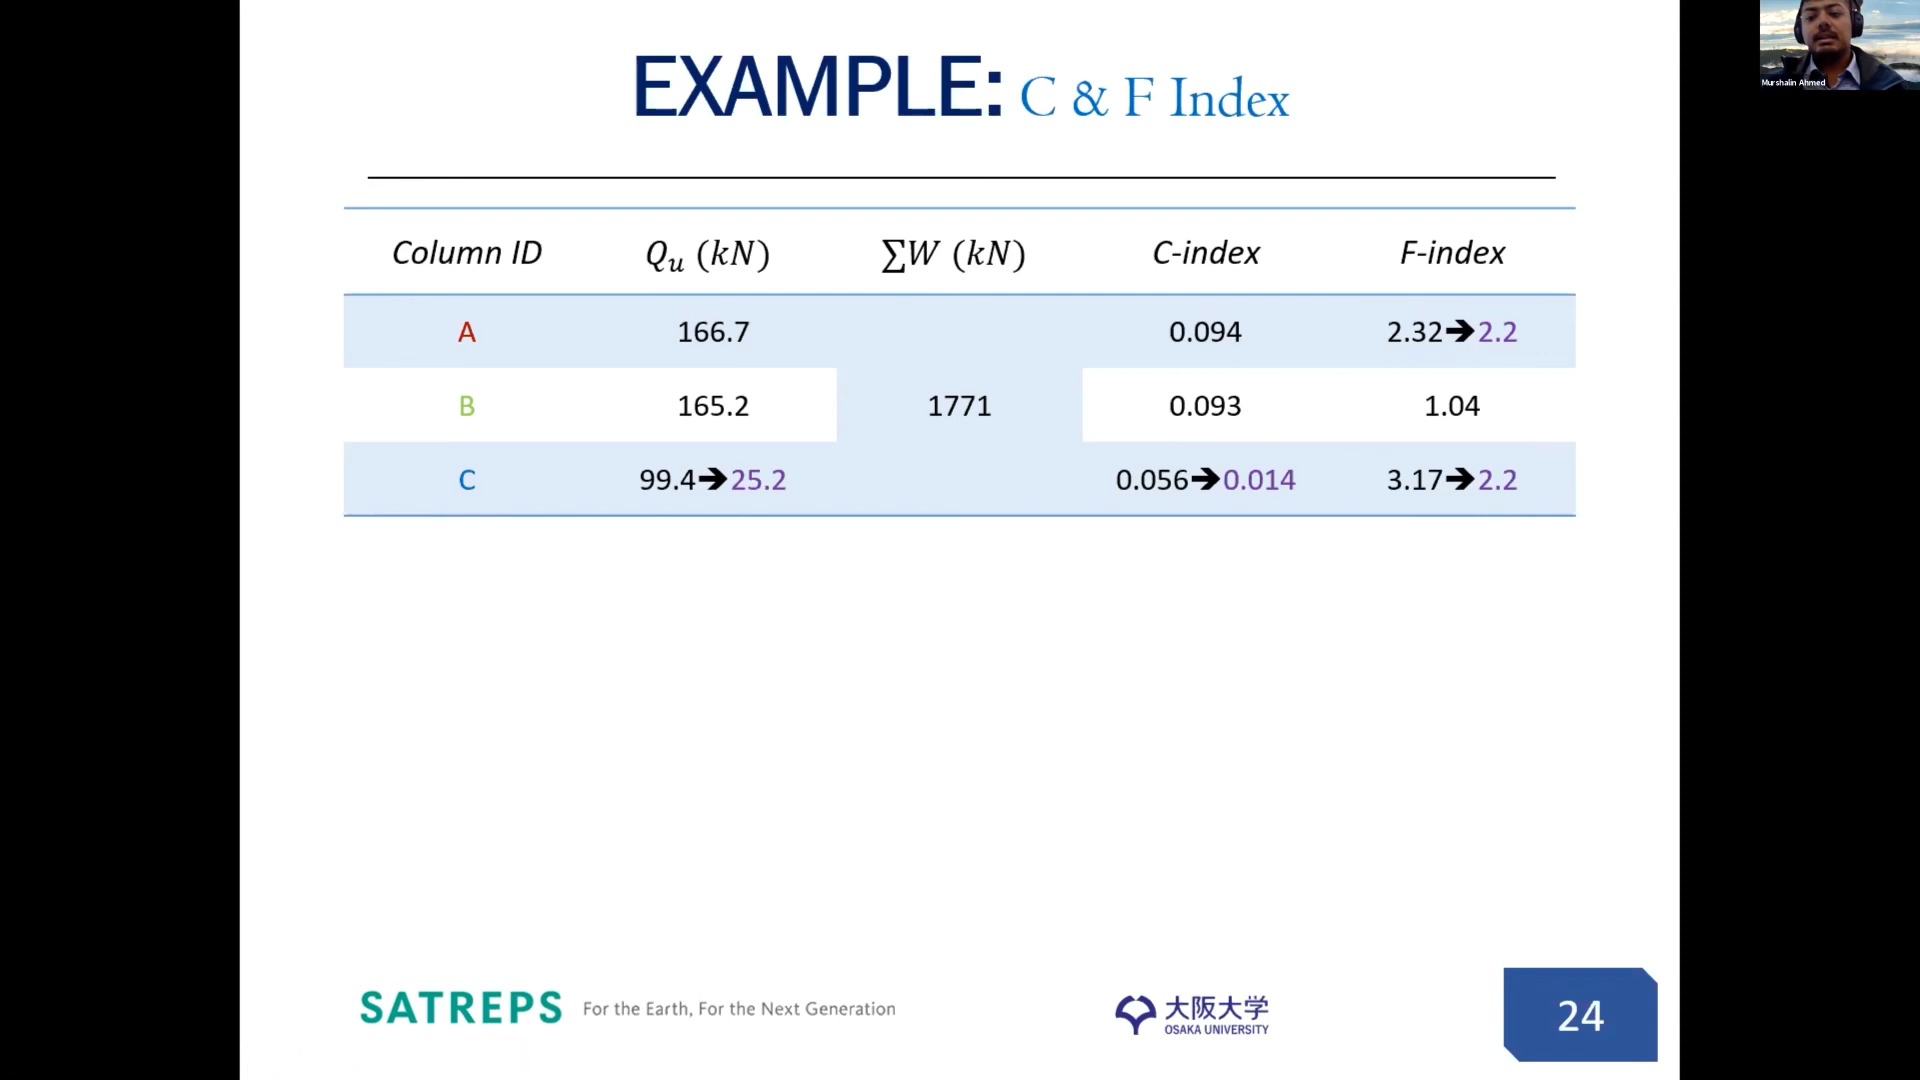 Murshalin Ahmed
EXAMPLE: C & F Index
Column ID Qᵤ (kN) ∑W (kN) C-index F-index
A 166.7 0.094 2.32➔2.2
B 165.2 1771 0.093 1.04
C 99.4➔25.2 0.056➔0.014 3.17➔2.2
SATREPS For the Earth, For the Next Generation
大阪大学
OSAKA UNIVERSITY
24